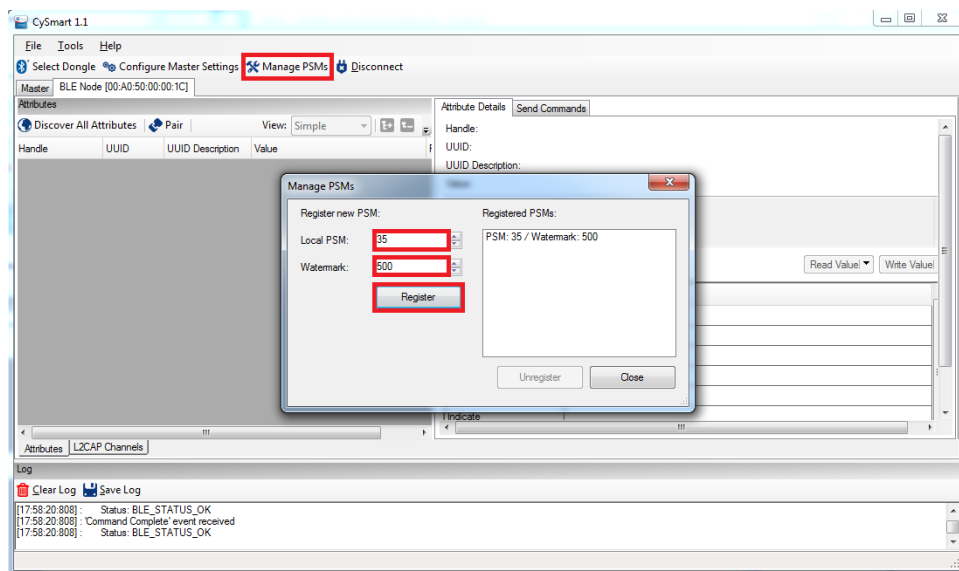 CySmart 1.1
File Tools Help
Select Dongle Configure Master Settings Manage PSMs Disconnect
Master BLE Node [00:A0:50:00:00:1C]
Attributes
Discover All Attributes Pair View: Simple
Handle UUID UUID Description Value
Attribute Details Send Commands
Handle:
UUID:
UUID Description:
Manage PSMs
Register new PSM:
Local PSM: 35
Watermark: 500
Register
Registered PSMs:
PSM: 35 / Watermark: 500
Unregister Close
Read Value Write Value
Indicate
Attributes L2CAP Channels
Log
Clear Log Save Log
[17:58:20:808] : Status: BLE_STATUS_OK
[17:58:20:808] : 'Command Complete' event received
[17:58:20:808] : Status: BLE_STATUS_OK